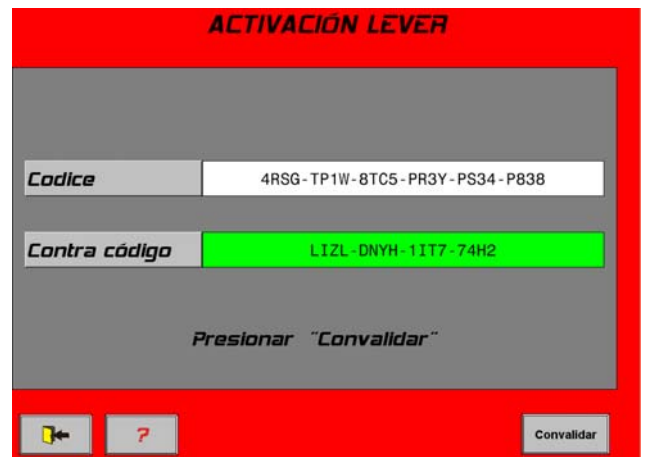 ACTIVACIÓN LEVER
Codice
4RSG-TP1W-8TC5-PR3Y-PS34-P838
Contra código
LIZL-DNYH-1IT7-74H2
Presionar ¨Convalidar¨
?
Convalidar